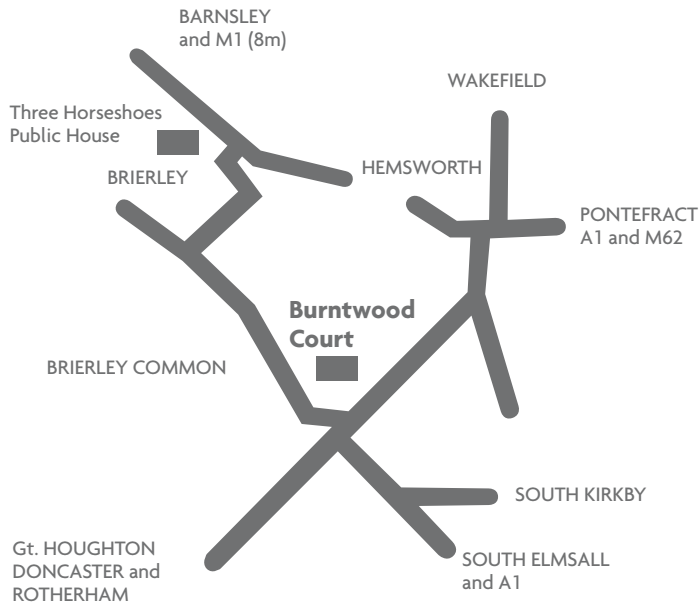 BARNSLEY
and M1 (8m)
WAKEFIELD
Three Horseshoes
Public House
HEMSWORTH
BRIERLEY
PONTEFRACT
A1 and M62
Burntwood
Court
BRIERLEY COMMON
SOUTH KIRKBY
Gt. HOUGHTON
DONCASTER and
ROTHERHAM
SOUTH ELMSALL
and A1